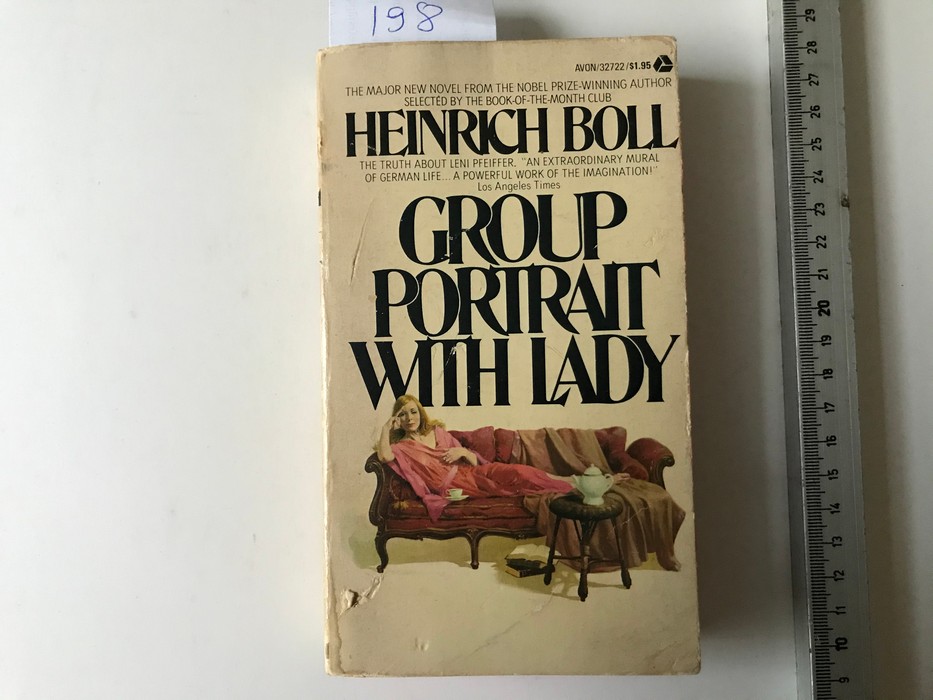 198
AVON/32722/$1.95
THE MAJOR NEW NOVEL FROM THE NOBEL PRIZE-WINNING AUTHOR
SELECTED BY THE BOOK-OF-THE-MONTH CLUB
HEINRICH BOLL
THE TRUTH ABOUT LENI PFEIFFER. "AN EXTRAORDINARY MURAL
OF GERMAN LIFE... A POWERFUL WORK OF THE IMAGINATION!"
Los Angeles Times
GROUP
PORTRAIT
WITH LADY
29
28
27
26
25
24
23
22
21
20
19
18
17
16
15
14
13
12
11
10
9